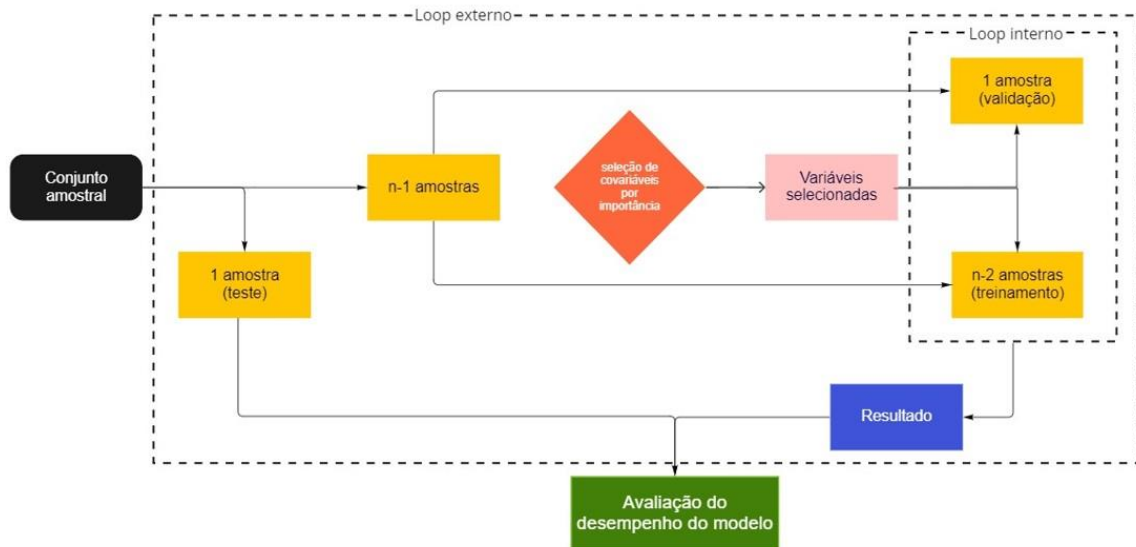 Loop externo
Loop interno
1 amostra
(validação)
Conjunto
amostral
n-1 amostras
seleção de
covariáveis
por
importância
Variáveis
selecionadas
1 amostra
(teste)
n-2 amostras
(treinamento)
Resultado
Avaliação do
desempenho do modelo